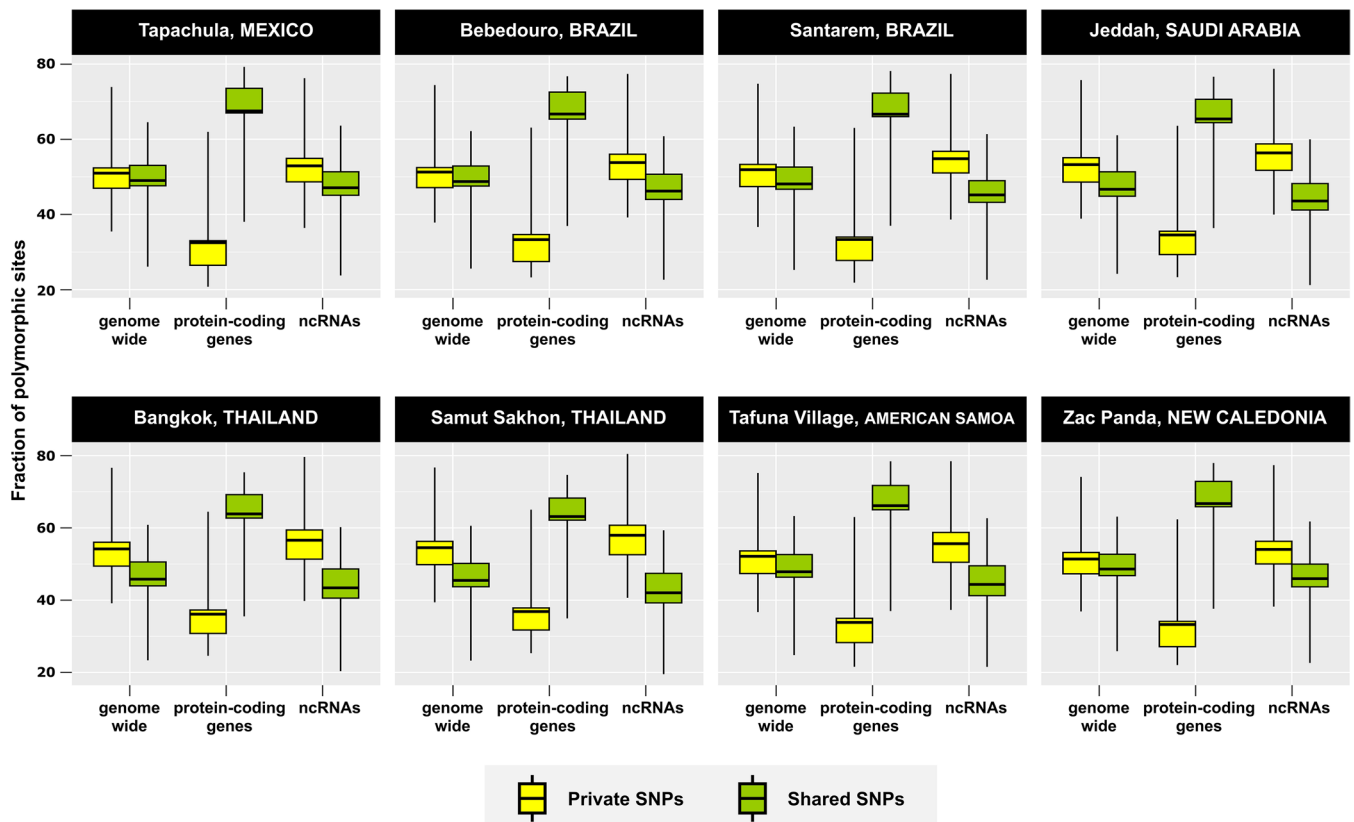 Fraction of polymorphic sites
Tapachula, MEXICO
Bebedouro, BRAZIL
Santarem, BRAZIL
Jeddah, SAUDI ARABIA
80
60
40
20
genome
wide
protein-coding
genes
ncRNAs
genome
wide
protein-coding
genes
ncRNAs
genome
wide
protein-coding
genes
ncRNAs
genome
wide
protein-coding
genes
ncRNAs
Bangkok, THAILAND
Samut Sakhon, THAILAND
Tafuna Village, AMERICAN SAMOA
Zac Panda, NEW CALEDONIA
80
60
40
20
genome
wide
protein-coding
genes
ncRNAs
genome
wide
protein-coding
genes
ncRNAs
genome
wide
protein-coding
genes
ncRNAs
genome
wide
protein-coding
genes
ncRNAs
Private SNPs
Shared SNPs